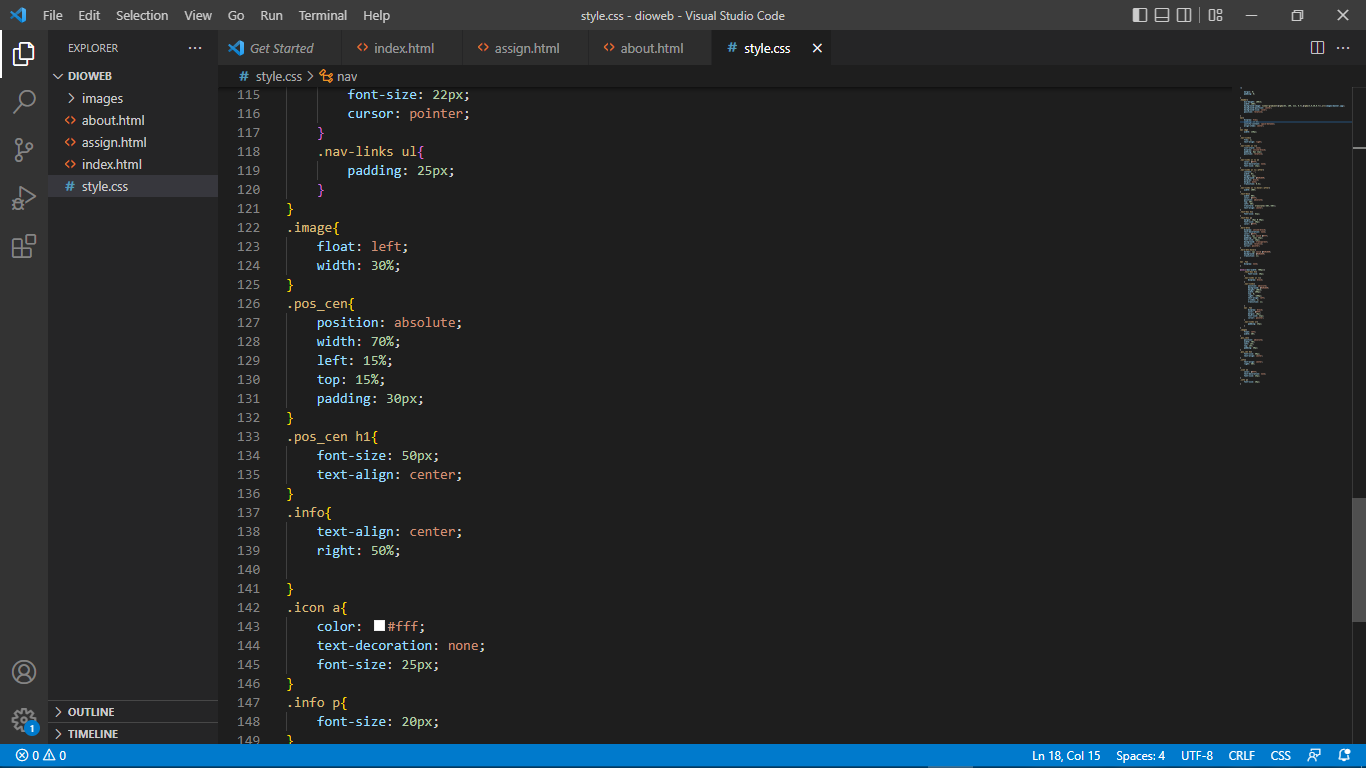 File Edit Selection View Go Run Terminal Help
style.css - dioweb - Visual Studio Code
EXPLORER
DIOWEB
images
about.html
assign.html
index.html
style.css
OUTLINE
TIMELINE
Get Started
index.html
assign.html
about.html
style.css
style.css > nav
115 font-size: 22px;
116 cursor: pointer;
117 }
118 .nav-links ul{
119 padding: 25px;
120 }
121 }
122 .image{
123 float: left;
124 width: 30%;
125 }
126 .pos_cen{
127 position: absolute;
128 width: 70%;
129 left: 15%;
130 top: 15%;
131 padding: 30px;
132 }
133 .pos_cen h1{
134 font-size: 50px;
135 text-align: center;
136 }
137 .info{
138 text-align: center;
139 right: 50%;
140
141 }
142 .icon a{
143 color: #fff;
144 text-decoration: none;
145 font-size: 25px;
146 }
147 .info p{
148 font-size: 20px;
149 }
1
0 0
Ln 18, Col 15 Spaces: 4 UTF-8 CRLF CSS